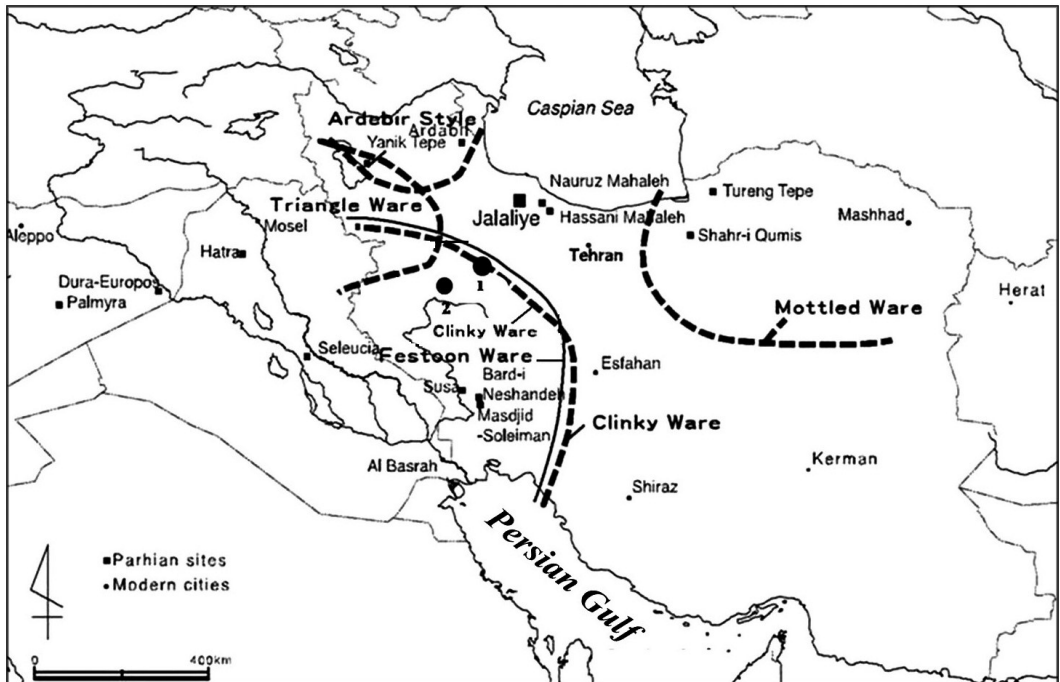 Caspian Sea
Ardebir Style
Ardabil
Yanik Tepe
Nauruz Mahaleh
Tureng Tepe
Triangle Ware
Jalaliye
Hassani Mahaleh
Mashhad
Mosel
Aleppo
Hatra
Tehran
Shahr-i Qumis
Dura-Europos
Palmyra
1
2
Herat
Mottled Ware
Clinky Ware
Seleucia
Festoon Ware
Esfahan
Susa
Bard-i
Neshandeh
Masdjid
-Soleiman
Clinky Ware
Al Basrah
Kerman
Shiraz
Persian Gulf
Parhian sites
Modern cities
0
400km